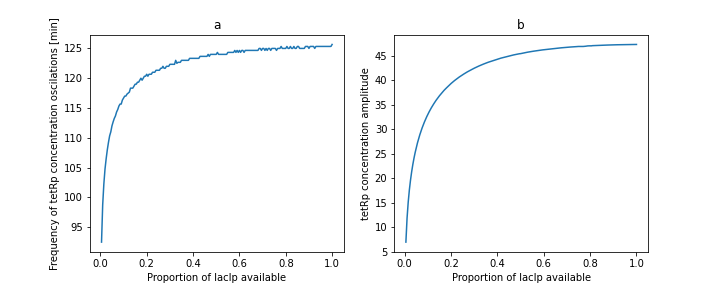 a
Frequency of tetRp concentration oscilations [min]
125
120
115
110
105
100
95
0.0 0.2 0.4 0.6 0.8 1.0
Proportion of lacIp available
b
tetRp concentration amplitude
45
40
35
30
25
20
15
10
5
0.0 0.2 0.4 0.6 0.8 1.0
Proportion of lacIp available